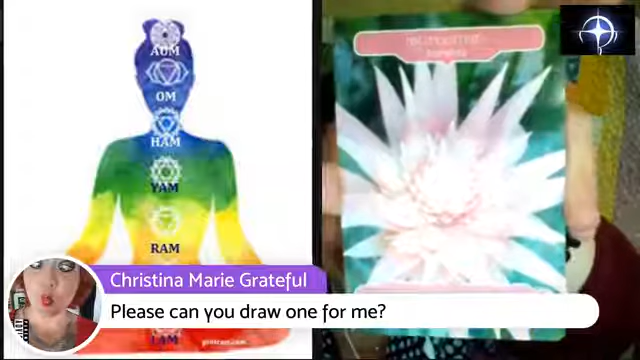 AUM
OM
HAM
YAM
RAM
Christina Marie Grateful
Please can you draw one for me?
LAM